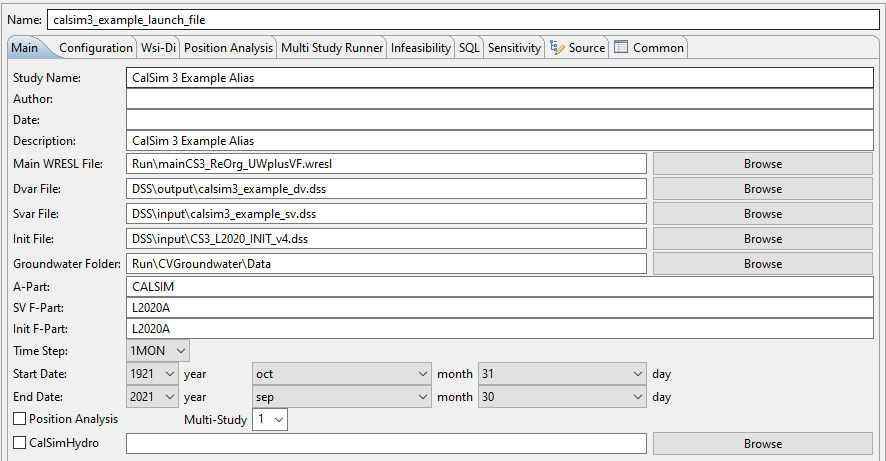 Name: calsim3_example_launch_file
Main Configuration Wsi-Di Position Analysis Multi Study Runner Infeasibility SQL Sensitivity Source Common
Study Name: CalSim 3 Example Alias
Author:
Date:
Description: CalSim 3 Example Alias
Main WRESL File: Run\mainCS3_ReOrg_UWplusVF.wresl Browse
Dvar File: DSS\output\calsim3_example_dv.dss Browse
Svar File: DSS\input\calsim3_example_sv.dss Browse
Init File: DSS\input\CS3_L2020_INIT_v4.dss Browse
Groundwater Folder: Run\CVGroundwater\Data Browse
A-Part: CALSIM
SV F-Part: L2020A
Init F-Part: L2020A
Time Step: 1MON
Start Date: 1921 year oct month 31 day
End Date: 2021 year sep month 30 day
Position Analysis Multi-Study 1
CalSimHydro Browse